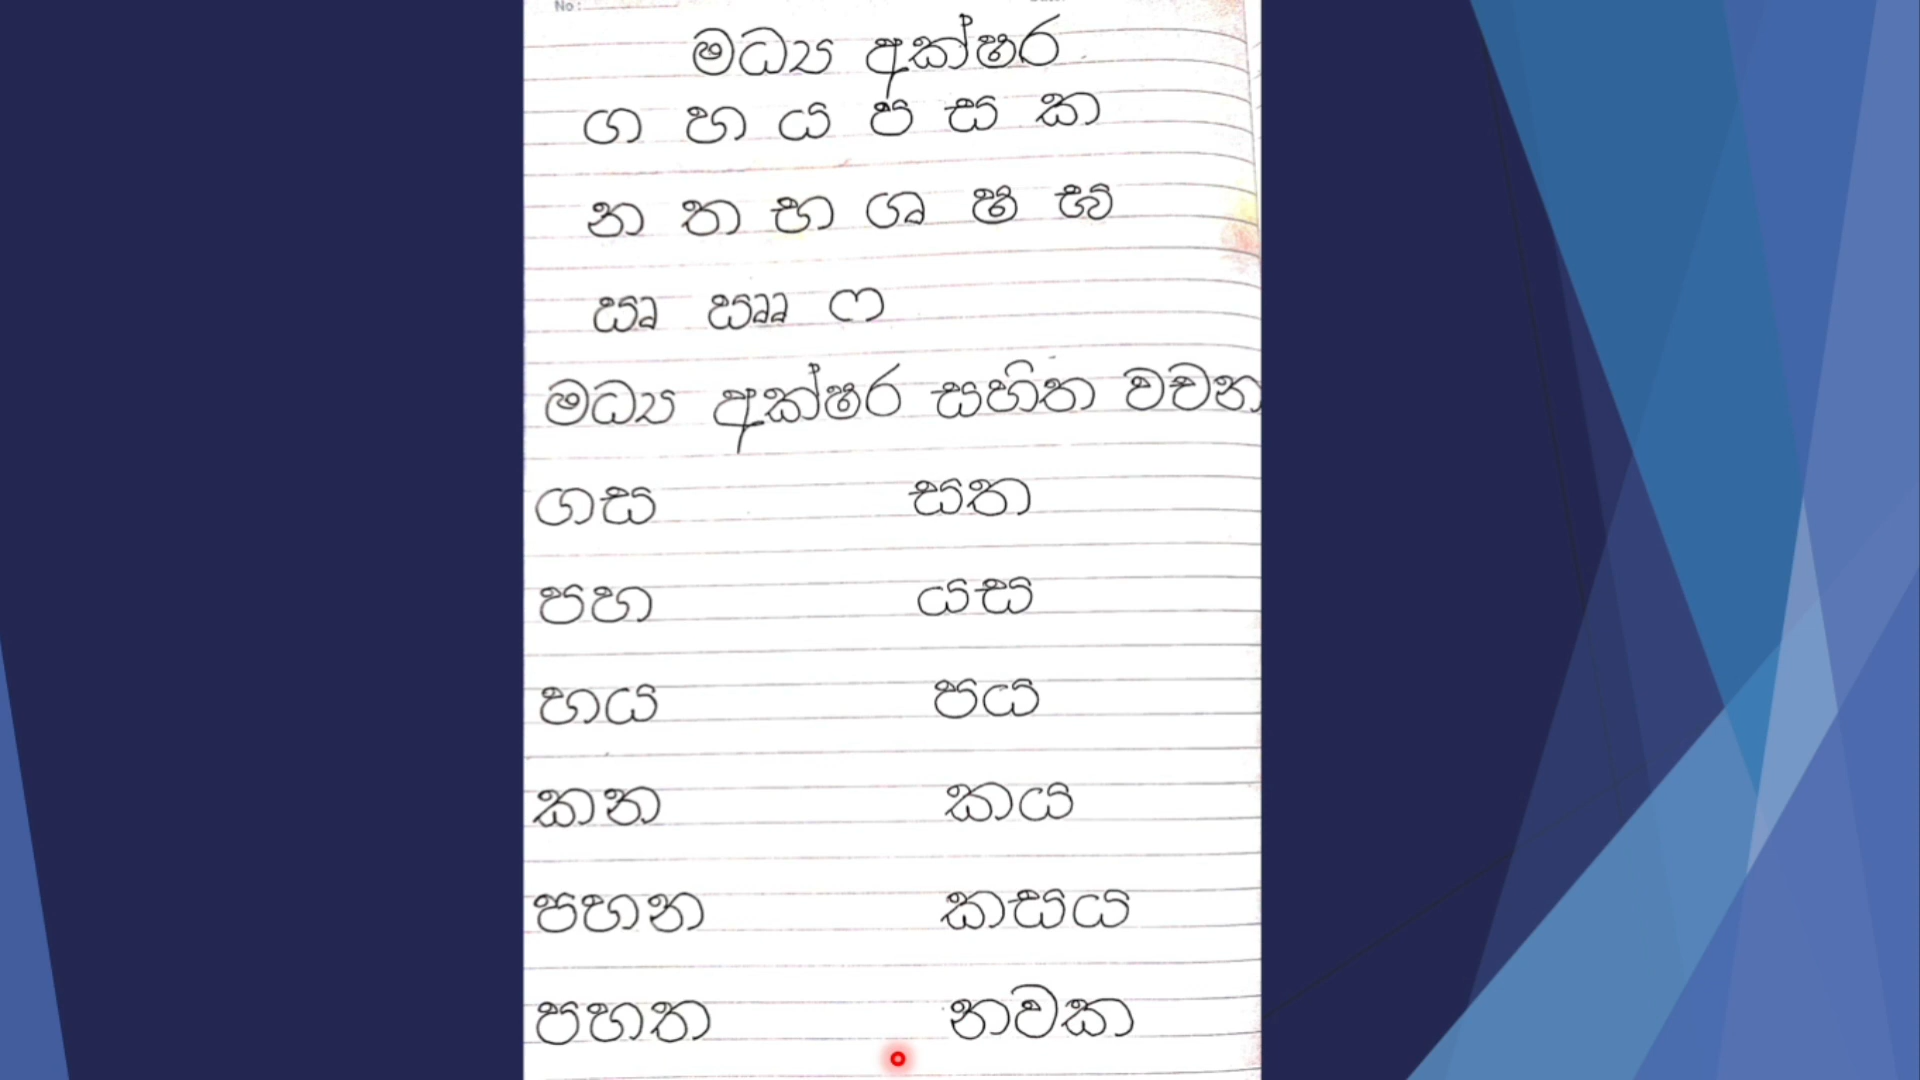 No :
මධ්‍ය අක්ෂර
ග හ ය ප ස ක
න ත භ ශ ෂ
ඍ ඎ ෆ
මධ්‍ය අක්ෂර සහිත වචන
ගස සත
පහ යස
හය පය
කන කය
පහන කසය
පහත නවක